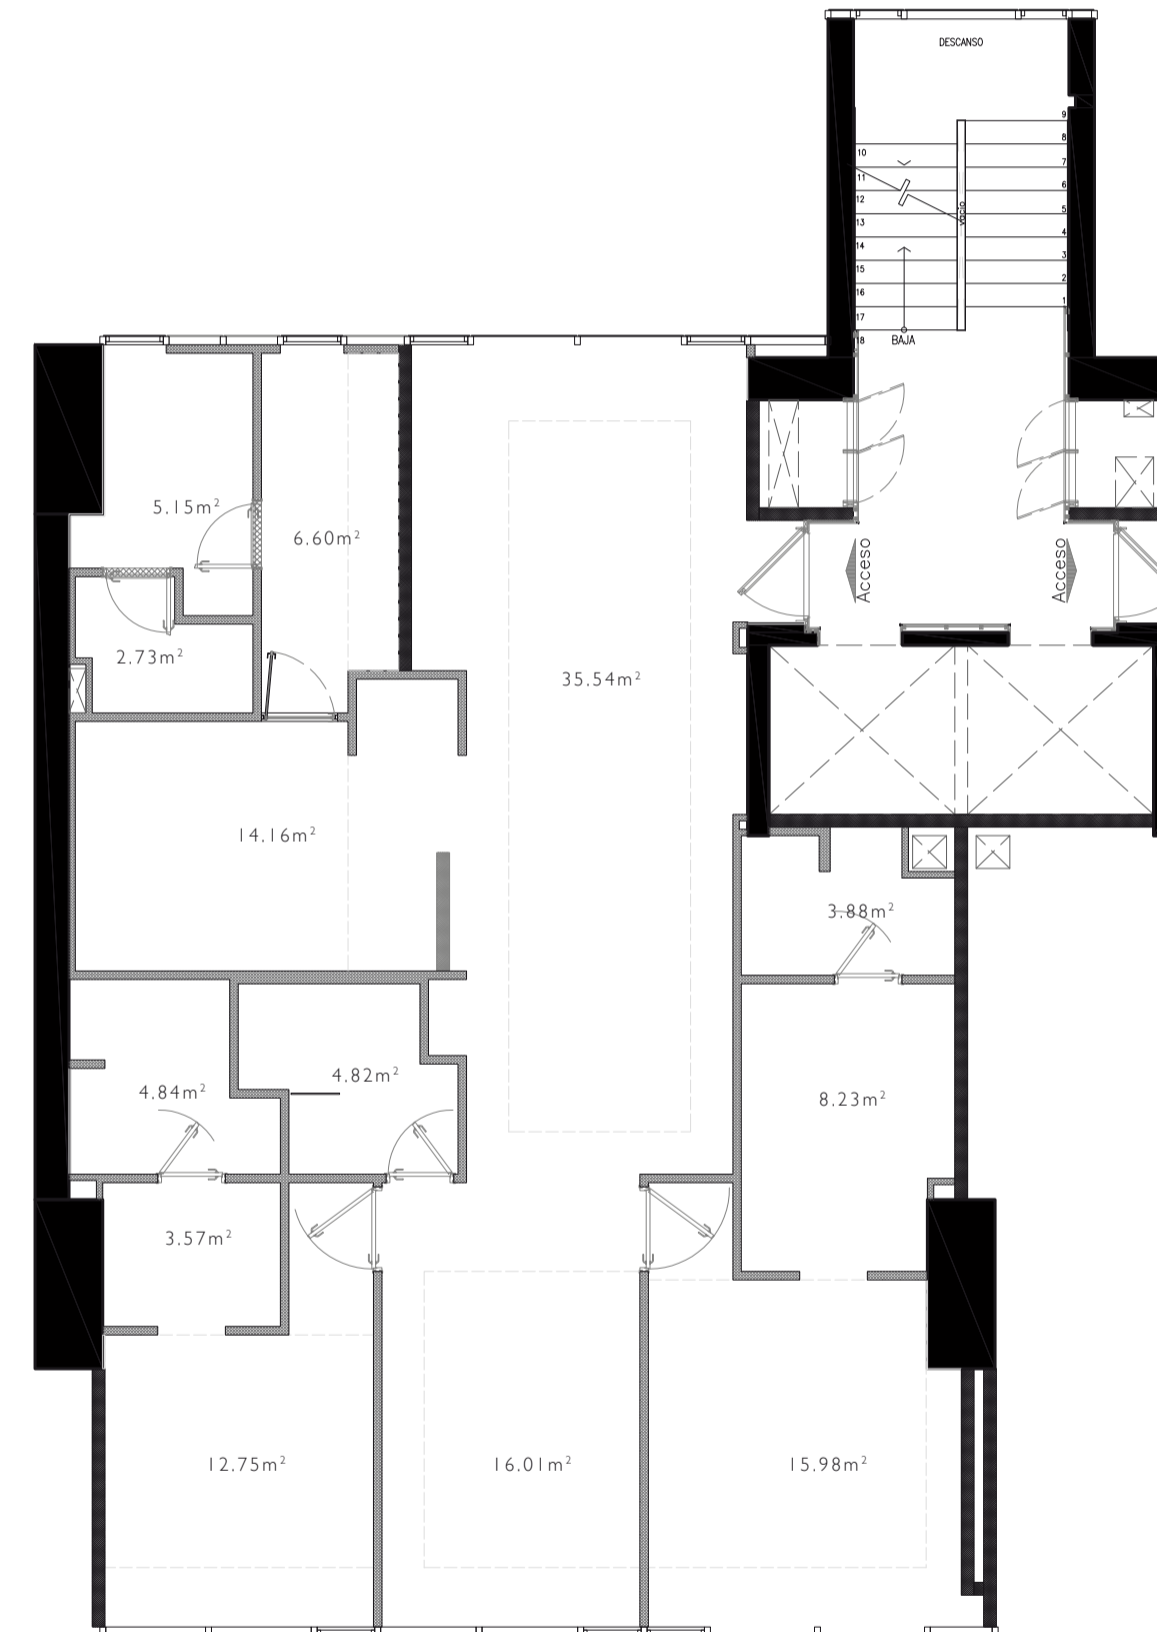 DESCANSO
9
8
10
7
11
6
12
5
vacio
13
4
14
3
15
2
16
1
17
18
BAJA
5.15m²
6.60m²
Acceso
Acceso
2.73m²
35.54m²
14.16m²
3.88m²
4.84m²
4.82m²
8.23m²
3.57m²
12.75m²
16.01m²
15.98m²